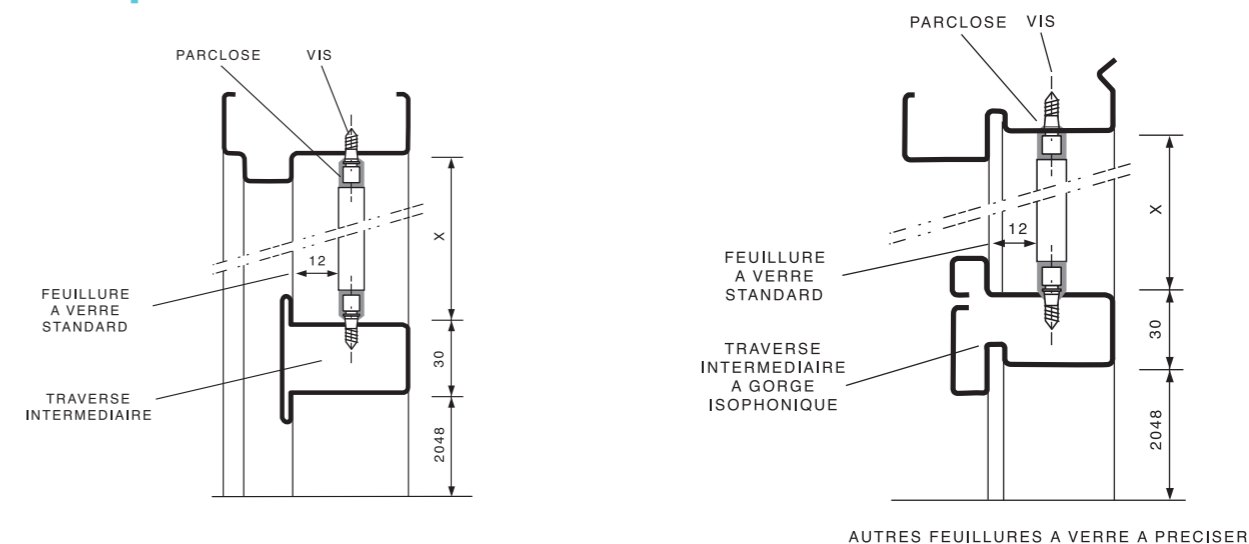 PARCLOSE VIS
X
12
FEUILLURE
A VERRE
STANDARD
30
TRAVERSE
INTERMEDIAIRE
2048
PARCLOSE VIS
X
12
FEUILLURE
A VERRE
STANDARD
30
TRAVERSE
INTERMEDIAIRE
A GORGE
ISOPHONIQUE
2048
AUTRES FEUILLURES A VERRE A PRECISER